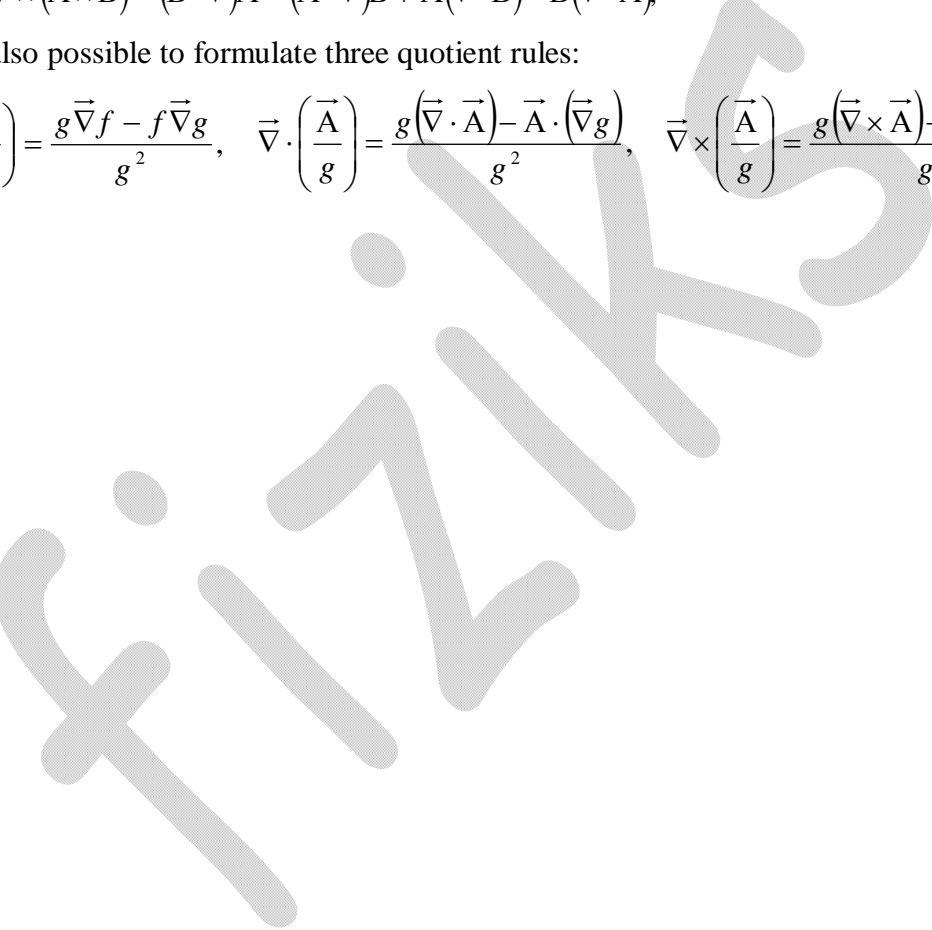 also possible to formulate three quotient rules:
) = (g∇⃗f − f∇⃗g)/g², ∇⃗ · (A⃗/g) = (g(∇⃗ · A⃗) − A⃗ · (∇⃗g))/g², ∇⃗ × (A⃗/g) = (g(∇⃗ × A⃗) −/g
fiziks